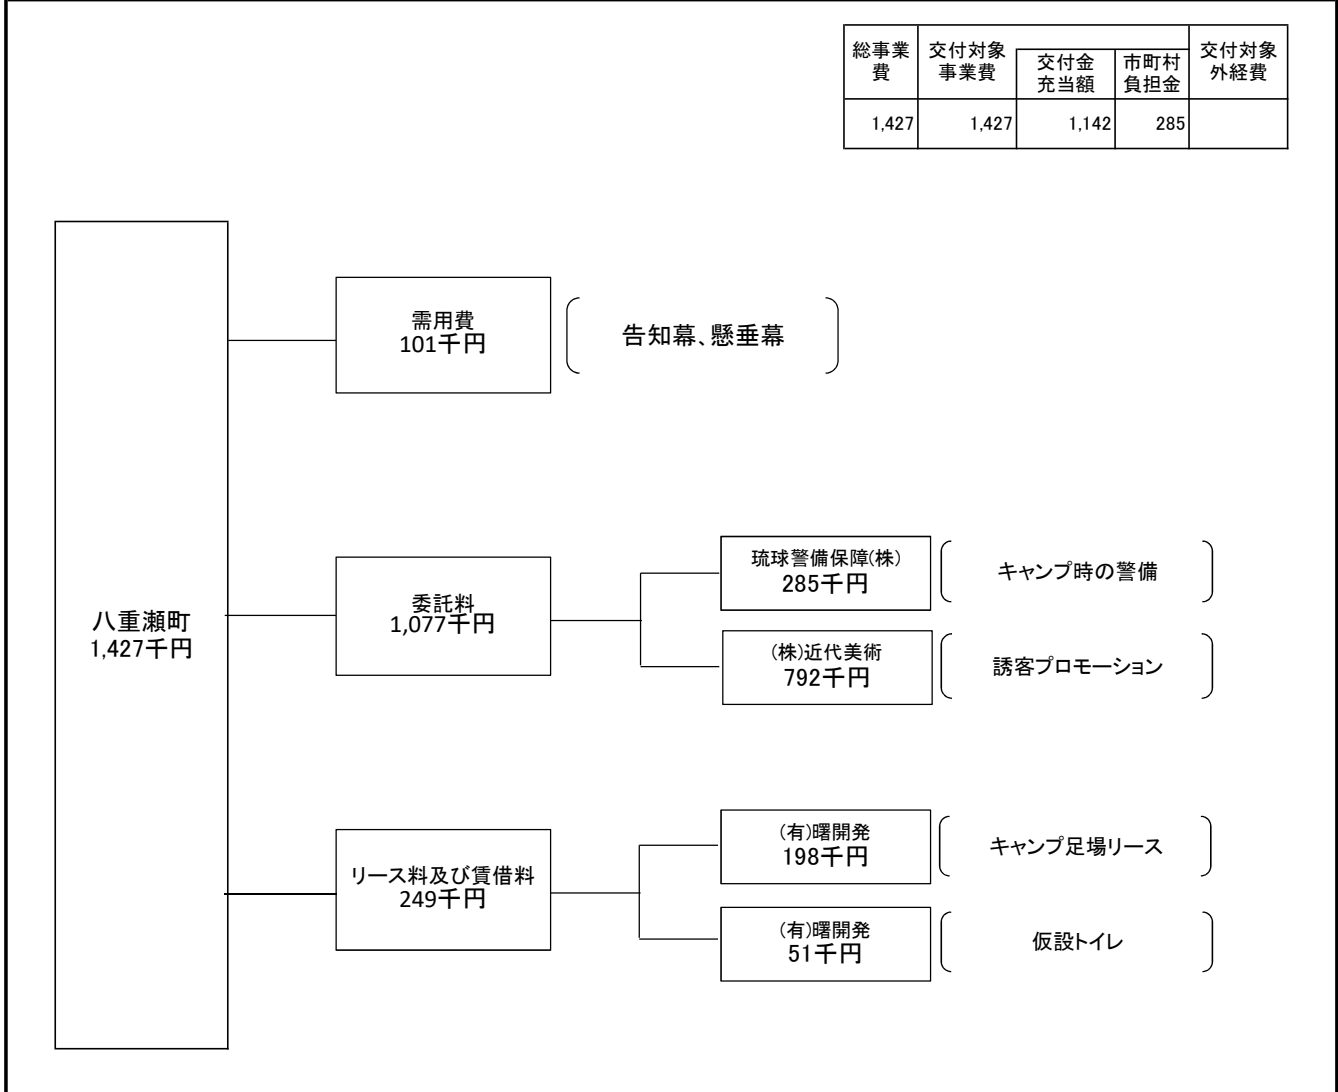 総事業費
交付対象事業費
交付金充当額
市町村負担金
交付対象外経費
1,427
1,427
1,142
285
八重瀬町
1,427千円
需用費
101千円
告知幕、懸垂幕
委託料
1,077千円
琉球警備保障(株)
285千円
キャンプ時の警備
(株)近代美術
792千円
誘客プロモーション
リース料及び賃借料
249千円
(有)曙開発
198千円
キャンプ足場リース
(有)曙開発
51千円
仮設トイレ